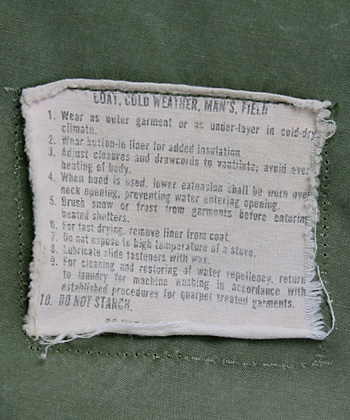 COAT, COLD WEATHER, MAN'S, FIELD
1. Wear as outer garment or as under-layer in cold-dry
climate.
2. Wear button-in liner for added insulation
3. Adjust closures and drawcords to ventilate, avoid over
heating of body.
4. When hood is used, lower extension shall be worn over
neck opening, preventing water entering opening.
5. Brush snow or frost from garments before entering
heated shelters.
6. For fast drying, remove liner from coat.
7. Do not expose to high temperature of a stove.
8. Lubricate slide fasteners with wax.
9. For cleaning and restoring of water repellency, return
to laundry for machine washing in accordance with
established procedures for quarpel treated garments.
10. DO NOT STARCH.